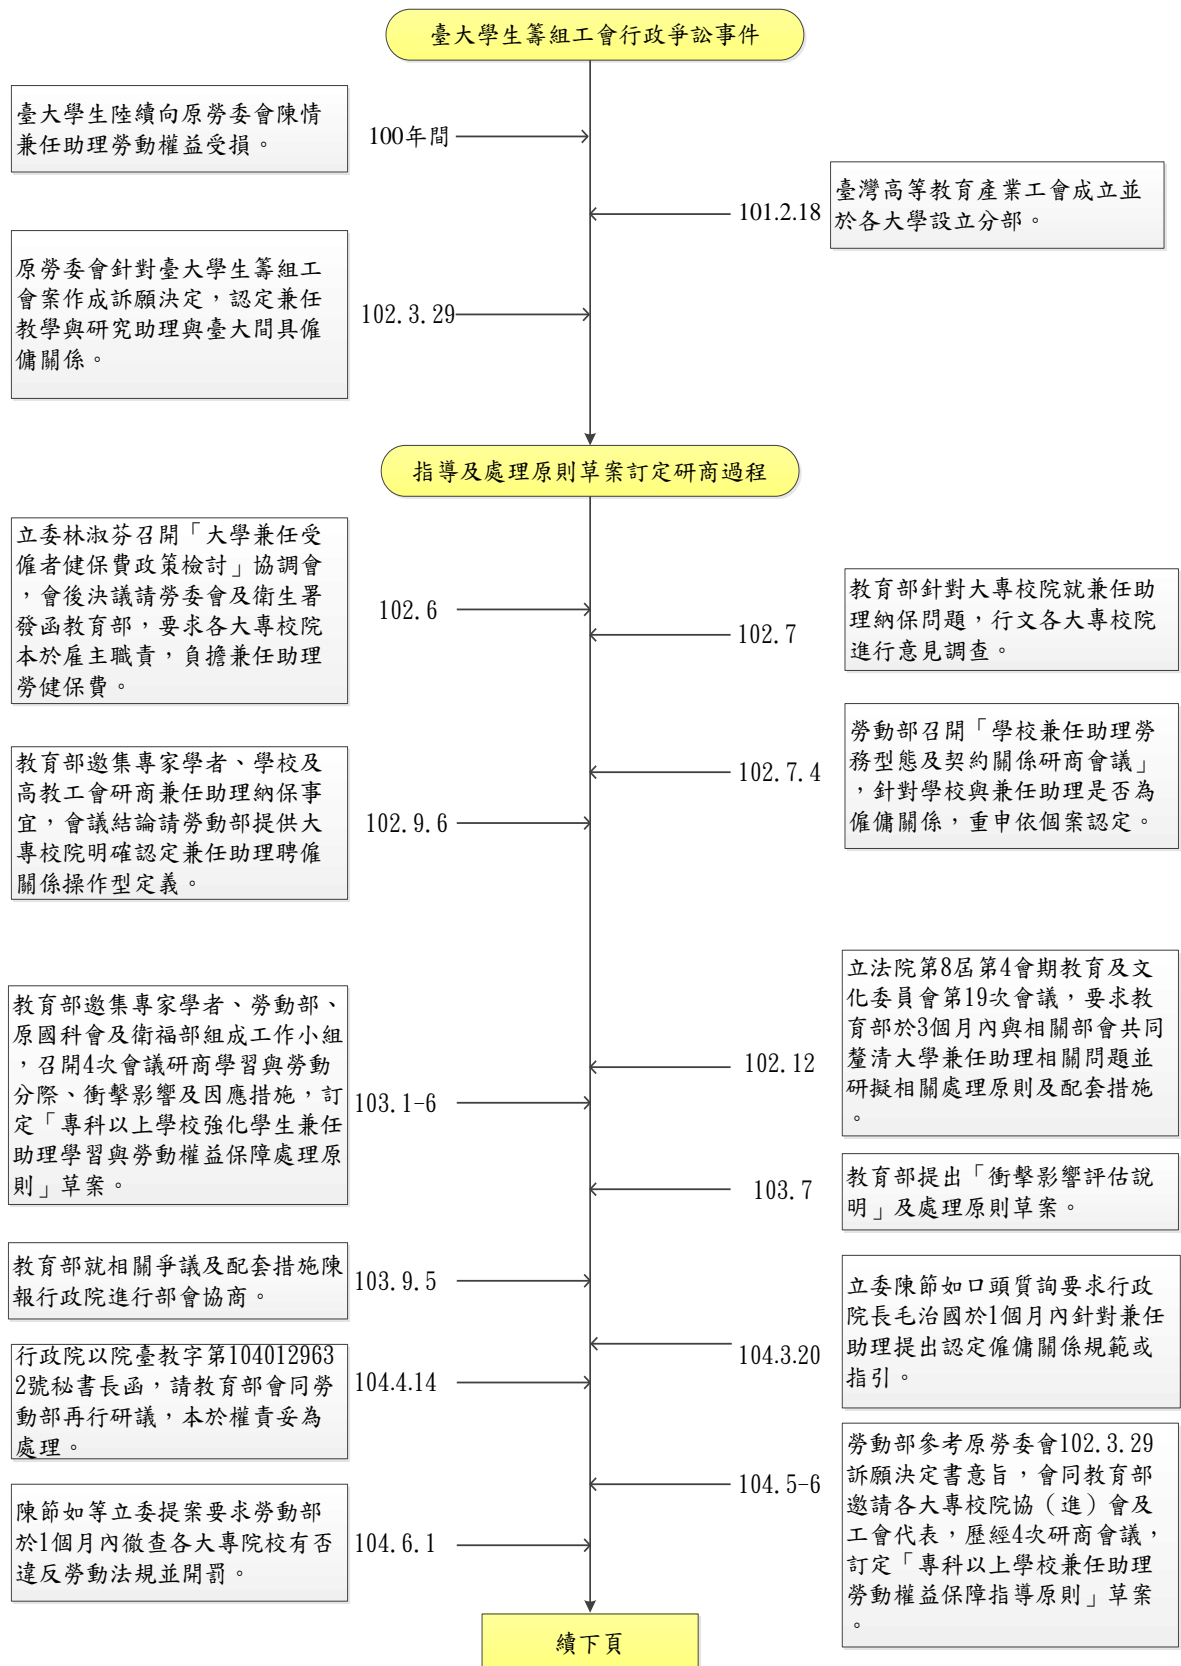 臺大學生籌組工會行政爭訟事件
臺大學生陸續向原勞委會陳情
兼任助理勞動權益受損。
100年間
101.2.18
臺灣高等教育產業工會成立並
於各大學設立分部。
原勞委會針對臺大學生籌組工
會案作成訴願決定，認定兼任
教學與研究助理與臺大間具僱
傭關係。
102.3.29
指導及處理原則草案訂定研商過程
立委林淑芬召開「大學兼任受
僱者健保費政策檢討」協調會
，會後決議請勞委會及衛生署
發函教育部，要求各大專校院
本於雇主職責，負擔兼任助理
勞健保費。
102.6
102.7
教育部針對大專校院就兼任助
理納保問題，行文各大專校院
進行意見調查。
102.7.4
勞動部召開「學校兼任助理勞
務型態及契約關係研商會議」
，針對學校與兼任助理是否為
僱傭關係，重申依個案認定。
教育部邀集專家學者、學校及
高教工會研商兼任助理納保事
宜，會議結論請勞動部提供大
專校院明確認定兼任助理聘僱
關係操作型定義。
102.9.6
102.12
立法院第8屆第4會期教育及文
化委員會第19次會議，要求教
育部於3個月內與相關部會共同
釐清大學兼任助理相關問題並
研擬相關處理原則及配套措施
。
教育部邀集專家學者、勞動部、
原國科會及衛福部組成工作小組
，召開4次會議研商學習與勞動
分際、衝擊影響及因應措施，訂
定「專科以上學校強化學生兼任
助理學習與勞動權益保障處理原
則」草案。
103.1-6
103.7
教育部提出「衝擊影響評估說
明」及處理原則草案。
教育部就相關爭議及配套措施陳
報行政院進行部會協商。
103.9.5
104.3.20
立委陳節如口頭質詢要求行政
院長毛治國於1個月內針對兼任
助理提出認定僱傭關係規範或
指引。
行政院以院臺教字第104012963
2號秘書長函，請教育部會同勞
動部再行研議，本於權責妥為
處理。
104.4.14
104.5-6
勞動部參考原勞委會102.3.29
訴願決定書意旨，會同教育部
邀請各大專校院協（進）會及
工會代表，歷經4次研商會議，
訂定「專科以上學校兼任助理
勞動權益保障指導原則」草案
。
陳節如等立委提案要求勞動部
於1個月內徹查各大專院校有否
違反勞動法規並開罰。
104.6.1
續下頁